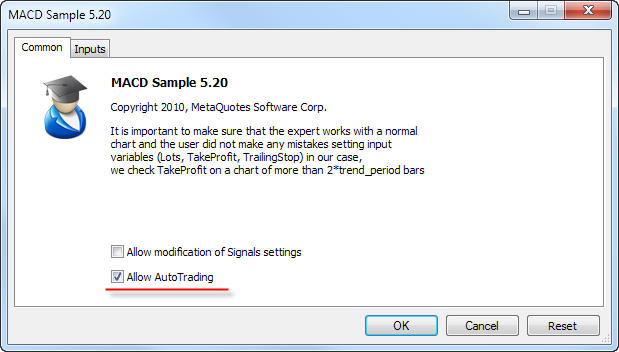 MACD Sample 5.20
Common
Inputs
MACD Sample 5.20
Copyright 2010, MetaQuotes Software Corp.
It is important to make sure that the expert works with a normal
chart and the user did not make any mistakes setting input
variables (Lots, TakeProfit, TrailingStop) in our case,
we check TakeProfit on a chart of more than 2*trend_period bars
Allow modification of Signals settings
Allow AutoTrading
OK
Cancel
Reset